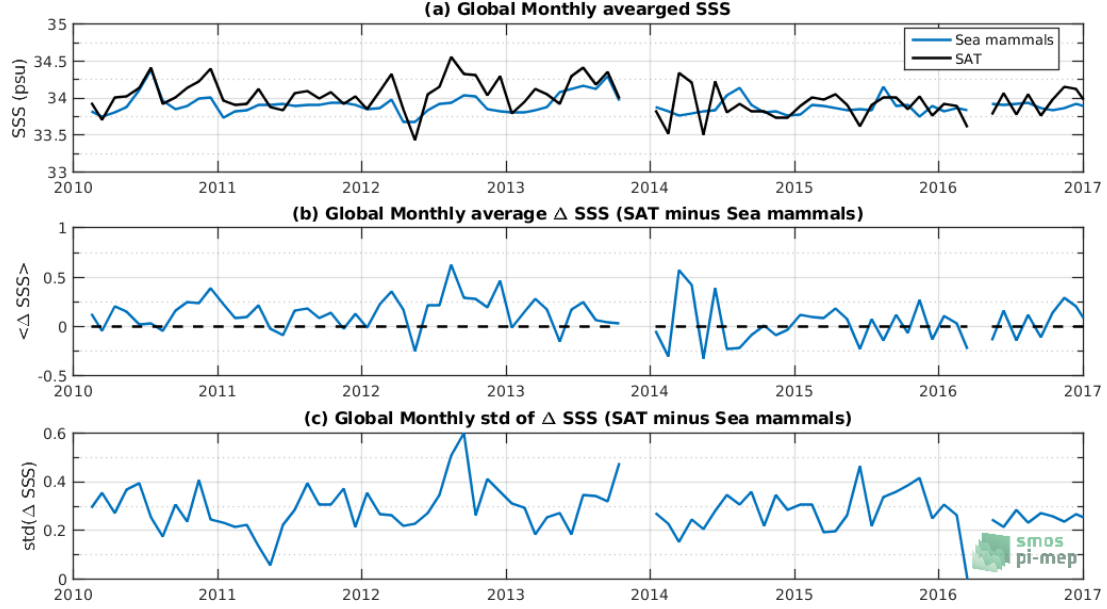 (a) Global Monthly avearged SSS
35
34.5
34
33.5
33
SSS (psu)
Sea mammals
SAT
2010 2011 2012 2013 2014 2015 2016 2017
(b) Global Monthly average Δ SSS (SAT minus Sea mammals)
1
0.5
0
-0.5
<Δ SSS>
2010 2011 2012 2013 2014 2015 2016 2017
(c) Global Monthly std of Δ SSS (SAT minus Sea mammals)
0.6
0.4
0.2
0
std(Δ SSS)
smos
pi-mep
2010 2011 2012 2013 2014 2015 2016 2017